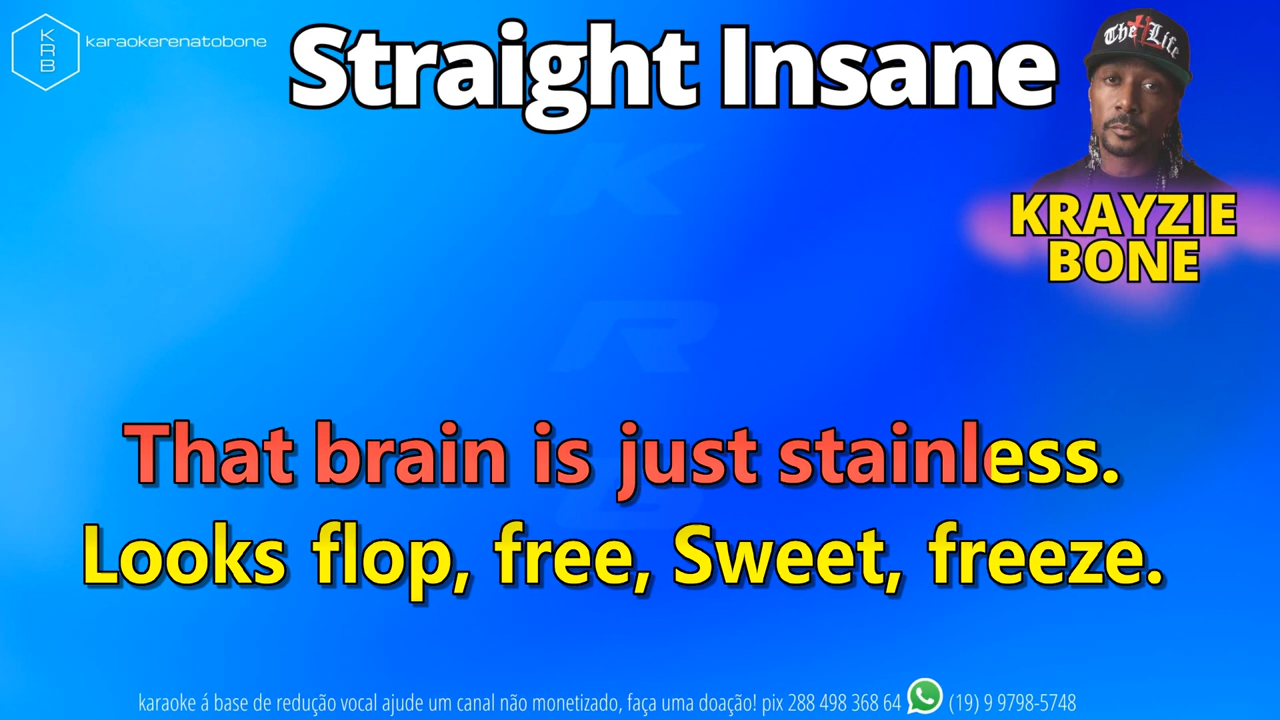 KRB
karaokerenatobone
Straight Insane
The Life
KRAYZIE
BONE
K
R
B
That brain is just stainless.
Looks flop, free, Sweet, freeze.
karaoke á base de redução vocal ajude um canal não monetizado, faça uma doação! pix 288 498 368 64 (19) 9 9798-5748